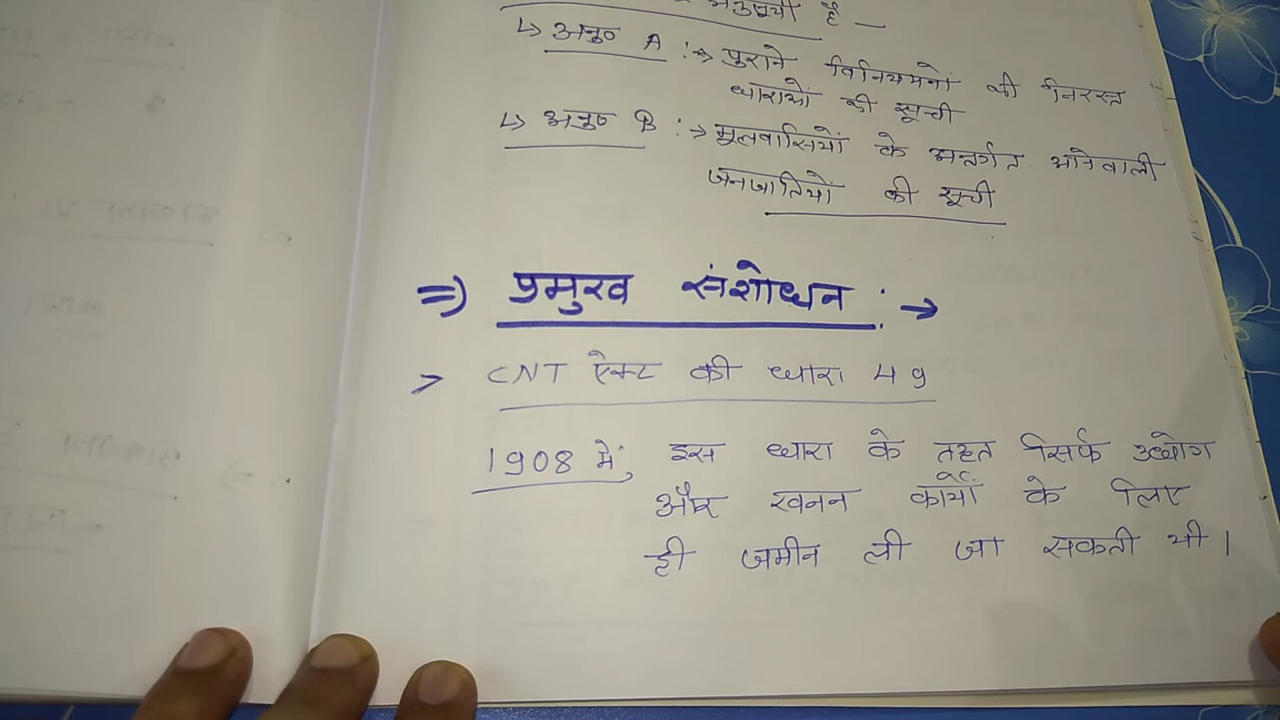 अनुसूची है —
↳ अनु० A :→ पुराने विनियमनों की निरस्त
धाराओं की सूची
↳ अनु० B :→ मूलवासियों के अन्तर्गत आनेवाली
जनजातियों की सूची
⇒ प्रमुख संशोधन :→
> CNT ऐक्ट की धारा 49
1908 में, इस धारा के तहत सिर्फ उद्योग
और खनन कार्यों के लिए
ही जमीन ली जा सकती थी।